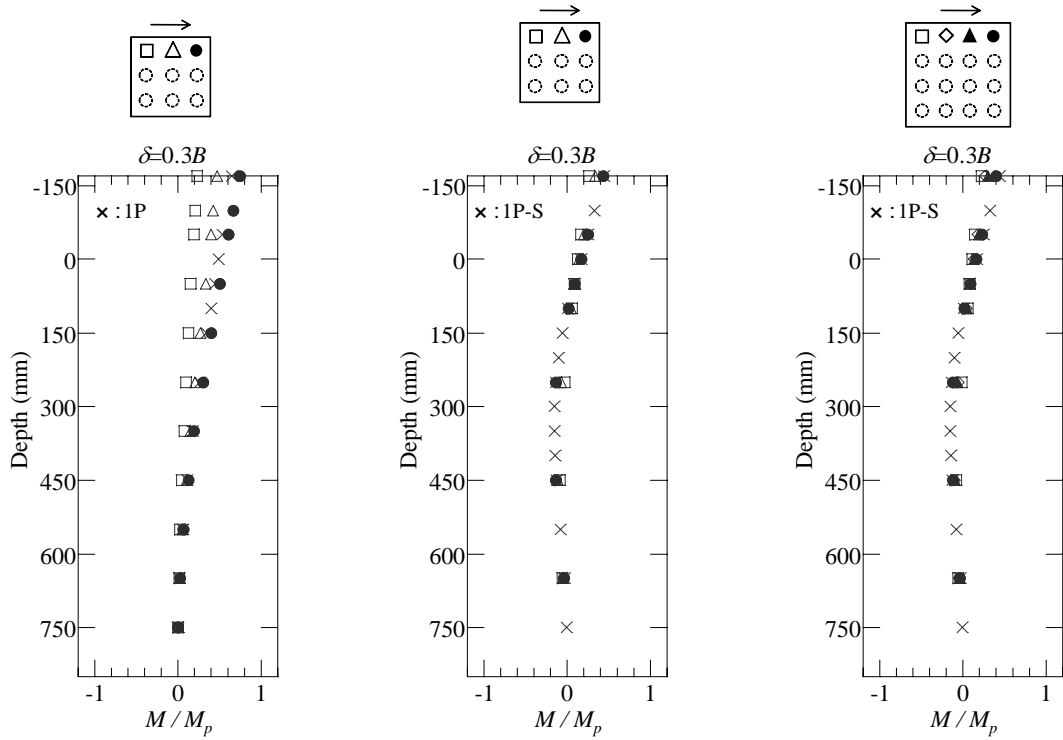 δ=0.3B
-150
× : 1P
0
150
300
450
600
750
Depth (mm)
-1 0 1
M / Mp
δ=0.3B
-150
× : 1P-S
0
150
300
450
600
750
Depth (mm)
-1 0 1
M / Mp
δ=0.3B
-150
× : 1P-S
0
150
300
450
600
750
Depth (mm)
-1 0 1
M / Mp